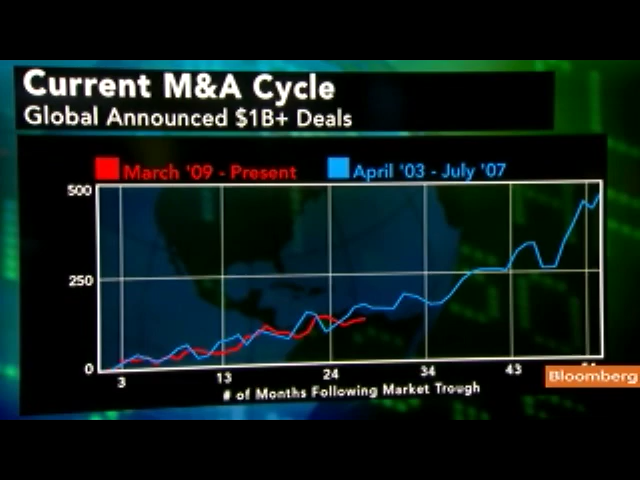 Current M&A Cycle
Global Announced $1B+ Deals
March '09 - Present
April '03 - July '07
500
250
0
3
13
24
34
43
# of Months Following Market Trough
Bloomberg